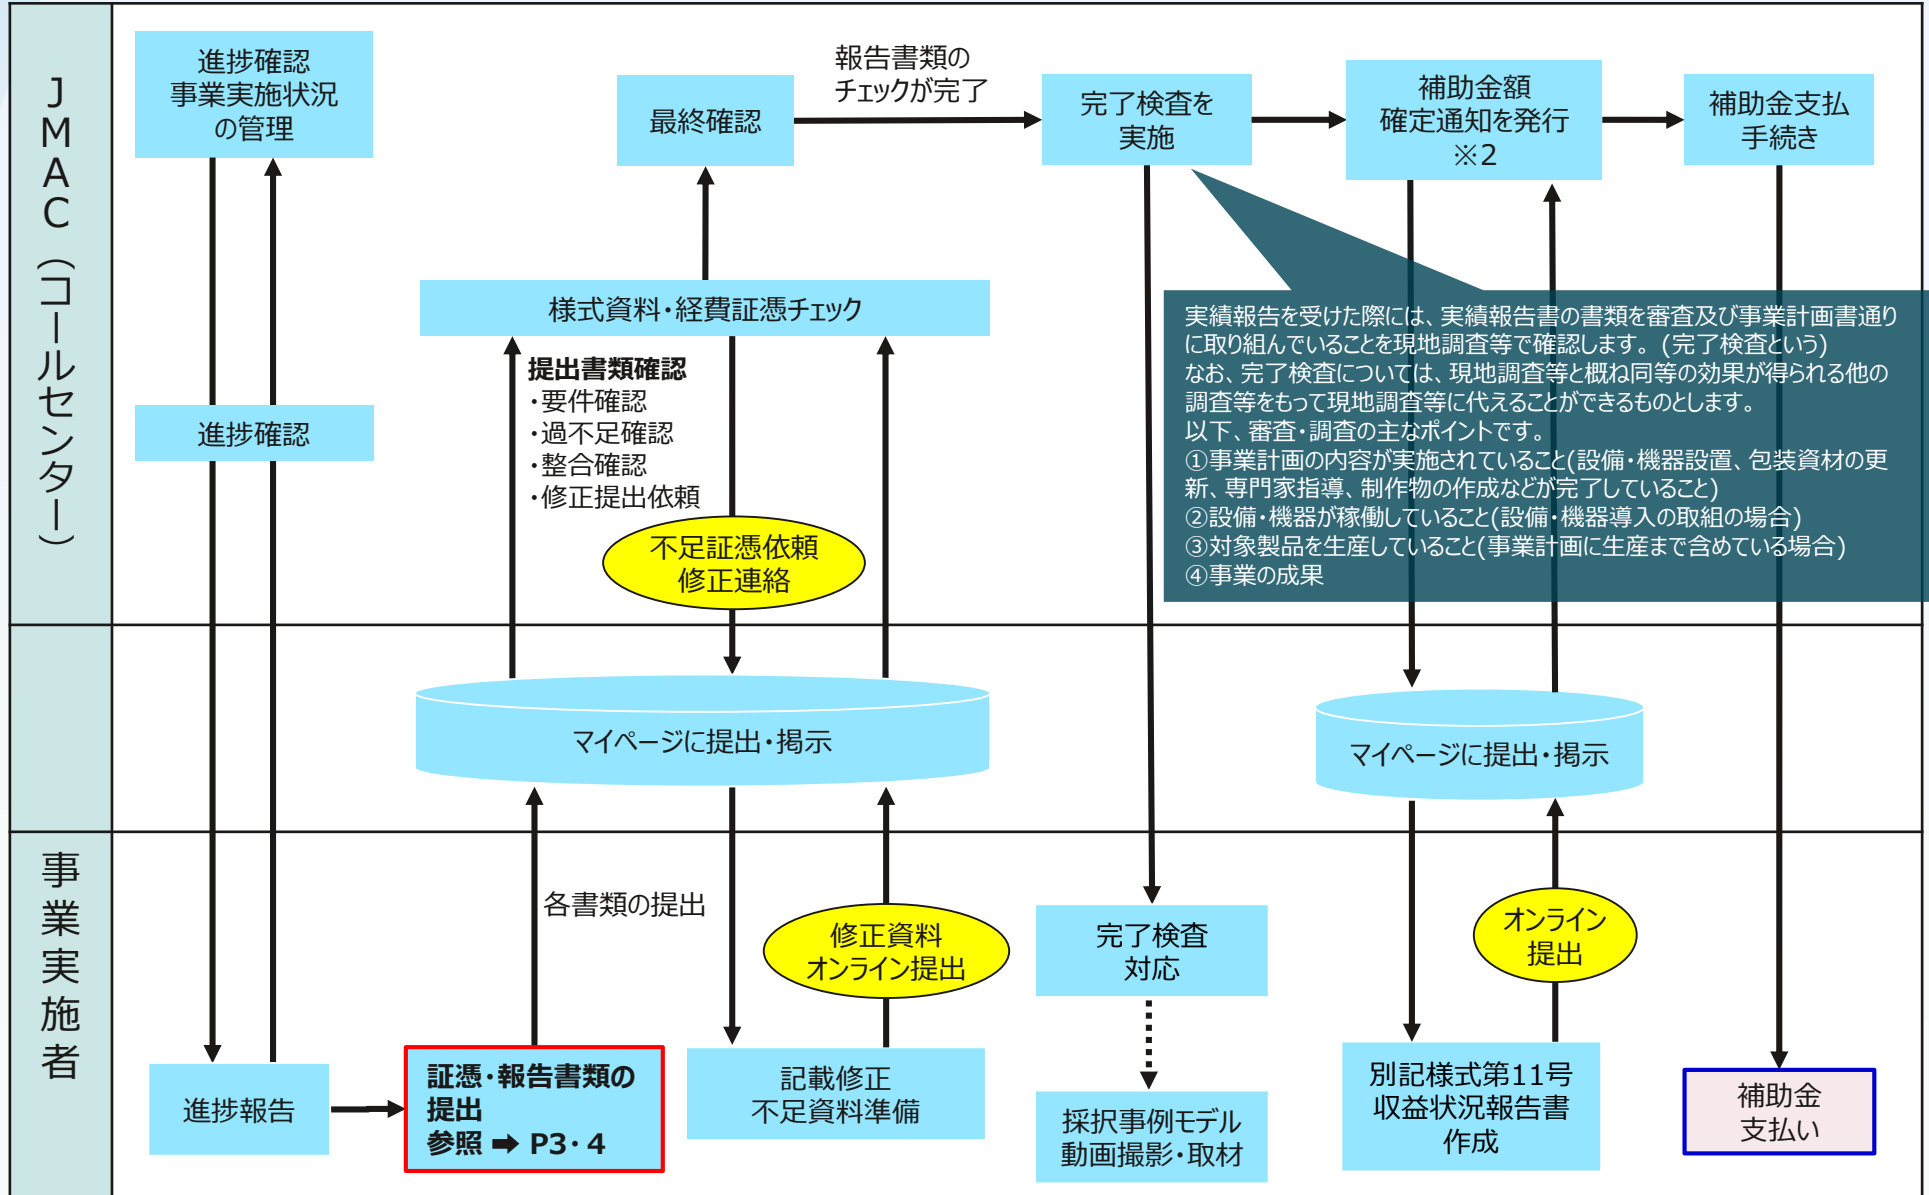 JMAC（コールセンター）
進捗確認
事業実施状況
の管理
最終確認
報告書類の
チェックが完了
完了検査を
実施
補助金額
確定通知を発行
※2
補助金支払
手続き
様式資料・経費証憑チェック
提出書類確認
・要件確認
・過不足確認
・整合確認
・修正提出依頼
進捗確認
不足証憑依頼
修正連絡
実績報告を受けた際には、実績報告書の書類を審査及び事業計画書通り
に取り組んでいることを現地調査等で確認します。(完了検査という)
なお、完了検査については、現地調査等と概ね同等の効果が得られる他の
調査等をもって現地調査等に代えることができるものとします。
以下、審査・調査の主なポイントです。
①事業計画の内容が実施されていること(設備・機器設置、包装資材の更
新、専門家指導、制作物の作成などが完了していること)
②設備・機器が稼働していること(設備・機器導入の取組の場合)
③対象製品を生産していること(事業計画に生産まで含めている場合)
④事業の成果
マイページに提出・掲示
マイページに提出・掲示
事業実施者
各書類の提出
修正資料
オンライン提出
完了検査
対応
オンライン
提出
進捗報告
証憑・報告書類の
提出
参照 ➡ P3・4
記載修正
不足資料準備
採択事例モデル
動画撮影・取材
別記様式第11号
収益状況報告書
作成
補助金
支払い